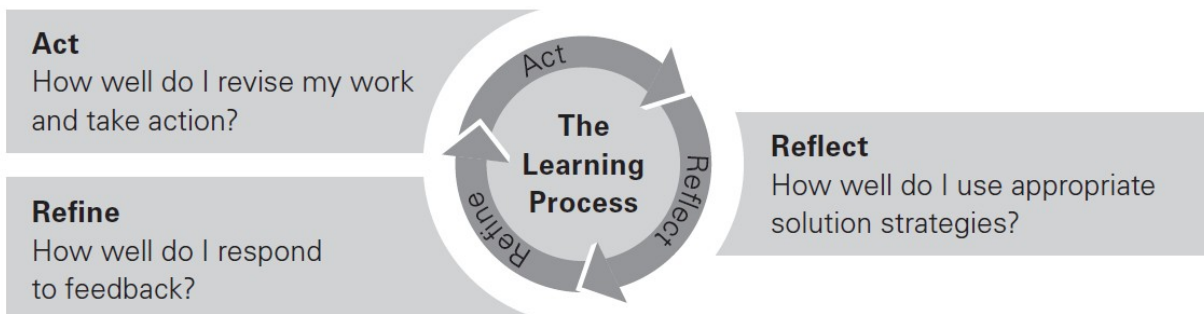 Act
How well do I revise my work
and take action?
Refine
How well do I respond
to feedback?
Act
Reflect
Refine
The
Learning
Process
Reflect
How well do I use appropriate
solution strategies?